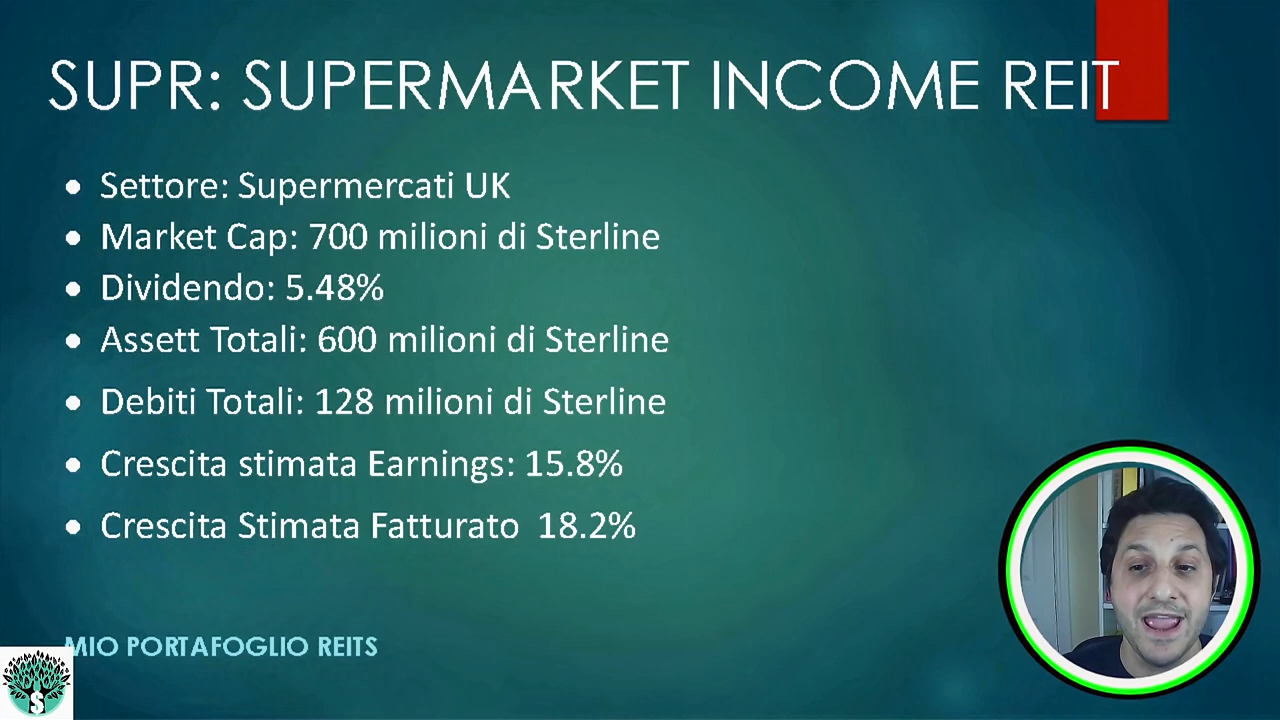 SUPR: SUPERMARKET INCOME REIT
• Settore: Supermercati UK
• Market Cap: 700 milioni di Sterline
• Dividendo: 5.48%
• Assett Totali: 600 milioni di Sterline
• Debiti Totali: 128 milioni di Sterline
• Crescita stimata Earnings: 15.8%
• Crescita Stimata Fatturato 18.2%
MIO PORTAFOGLIO REITS
S